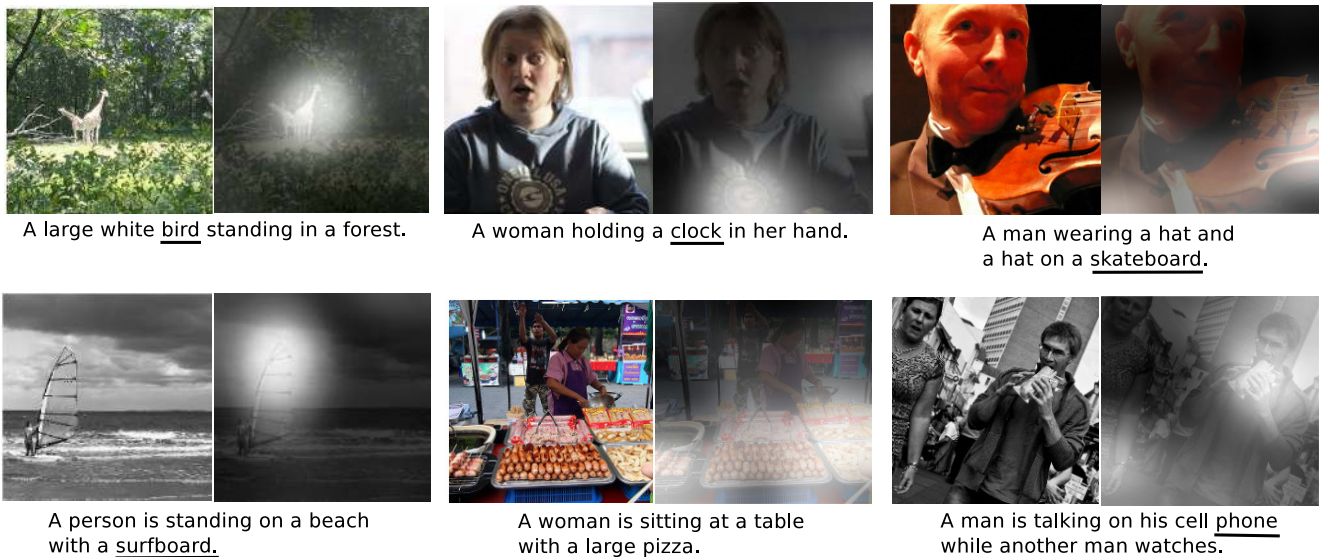 A large white bird standing in a forest.
A woman holding a clock in her hand.
A man wearing a hat and
a hat on a skateboard.
A person is standing on a beach
with a surfboard.
A woman is sitting at a table
with a large pizza.
A man is talking on his cell phone
while another man watches.